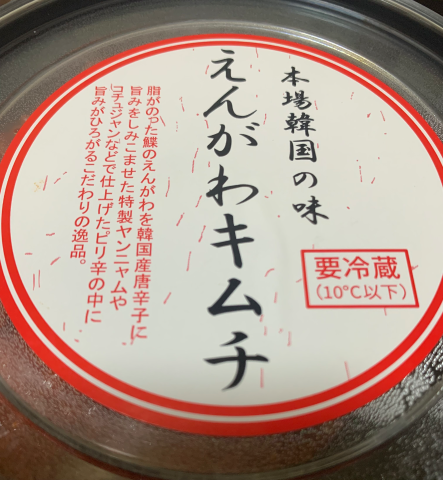 本場韓国の味
えんがわキムチ
脂がのった鰈のえんがわを韓国産唐辛子に
旨みをしみこませた特製ヤンニャムや
コチュジャンなどで仕上げたピリ辛の中に
旨みがひろがるこだわりの逸品。
要冷蔵
(10℃以下)